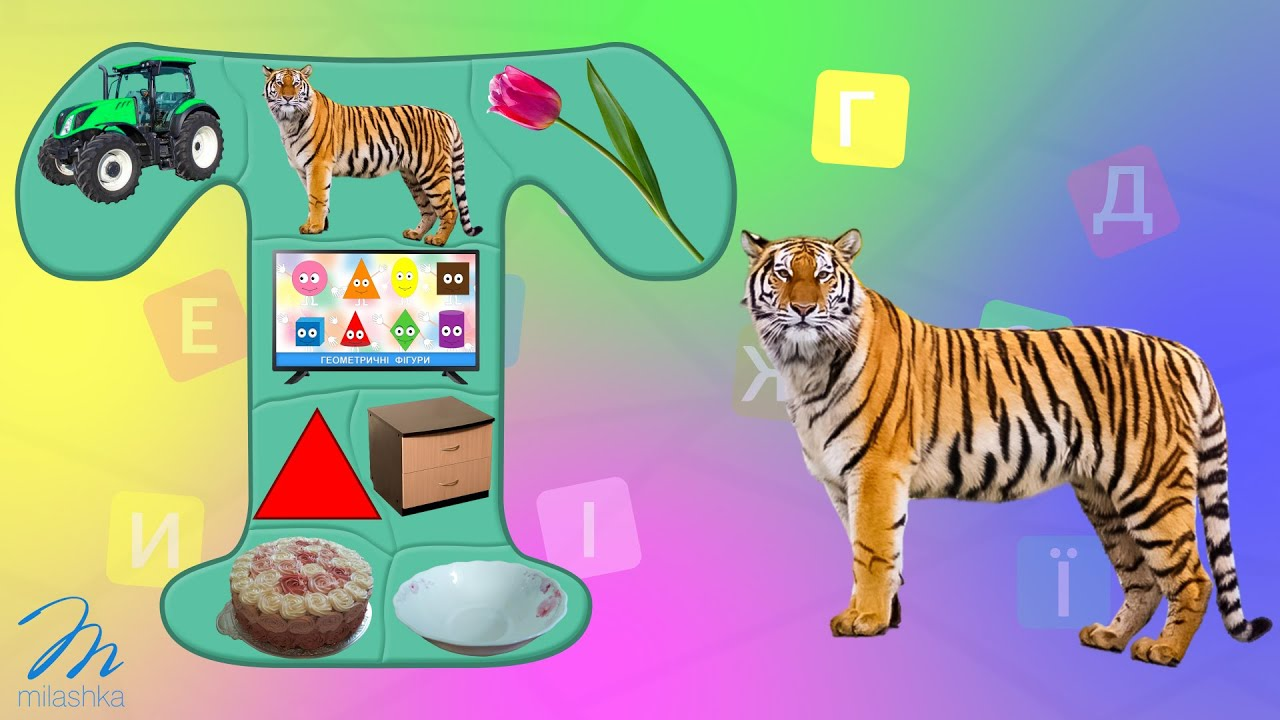 Т
Г
Д
Е
Ж
И
І
Ї
ГЕОМЕТРИЧНІ ФІГУРИ
m
milashka